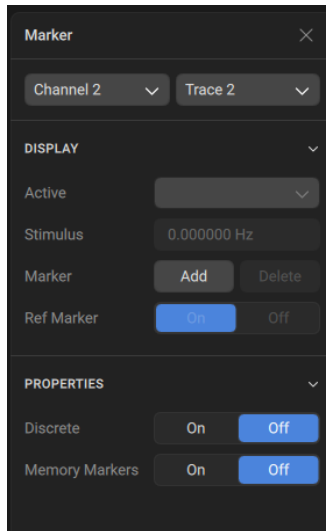 Marker
Channel 2 Trace 2
DISPLAY
Active
Stimulus 0.000000 Hz
Marker Add Delete
Ref Marker On Off
PROPERTIES
Discrete On Off
Memory Markers On Off